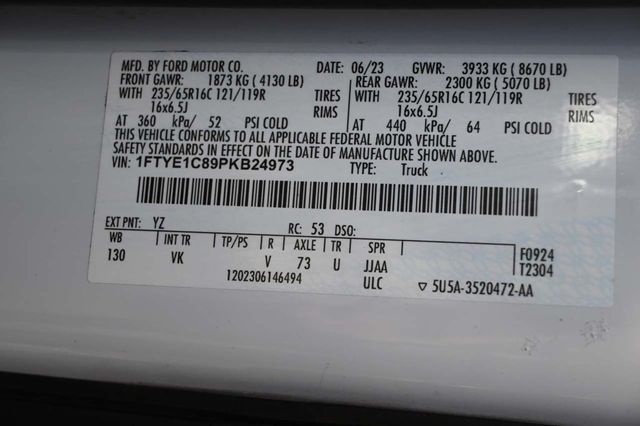 MFD. BY FORD MOTOR CO. DATE: 06/23 GVWR: 3933 KG ( 8670 LB)
FRONT GAWR: 1873 KG ( 4130 LB) REAR GAWR: 2300 KG ( 5070 LB)
WITH 235/65R16C 121/119R TIRES WITH 235/65R16C 121/119R TIRES
16x6.5J RIMS 16x6.5J RIMS
AT 360 kPa/ 52 PSI COLD AT 440 kPa/ 64 PSI COLD
THIS VEHICLE CONFORMS TO ALL APPLICABLE FEDERAL MOTOR VEHICLE
SAFETY STANDARDS IN EFFECT ON THE DATE OF MANUFACTURE SHOWN ABOVE.
VIN: 1FTYE1C89PKB24973 TYPE: Truck
EXT PNT: YZ RC: 53 DSO:
WB INT TR TP/PS R AXLE TR SPR F0924
130 VK V 73 U JJAA T2304
1202306146494 ULC ▽ 5U5A-3520472-AA